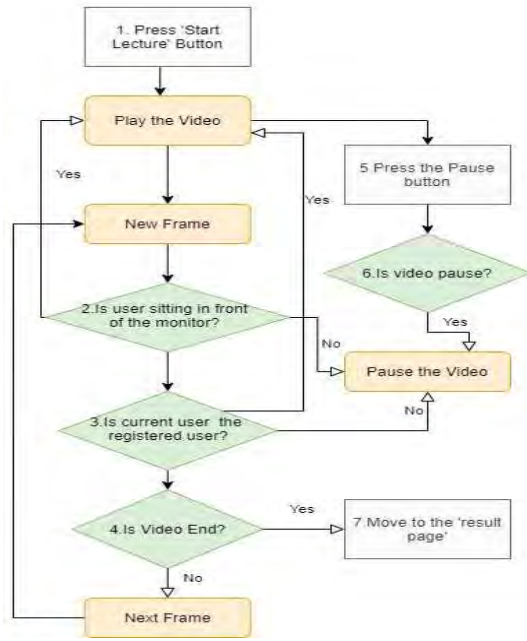 1. Press 'Start
Lecture' Button
Play the Video
Yes
New Frame
2.Is user sitting in front
of the monitor?
No
Yes
5 Press the Pause
button
6.Is video pause?
Yes
Pause the Video
No
3.Is current user the
registered user?
4.Is Video End?
Yes
7.Move to the 'result
page'
No
Next Frame